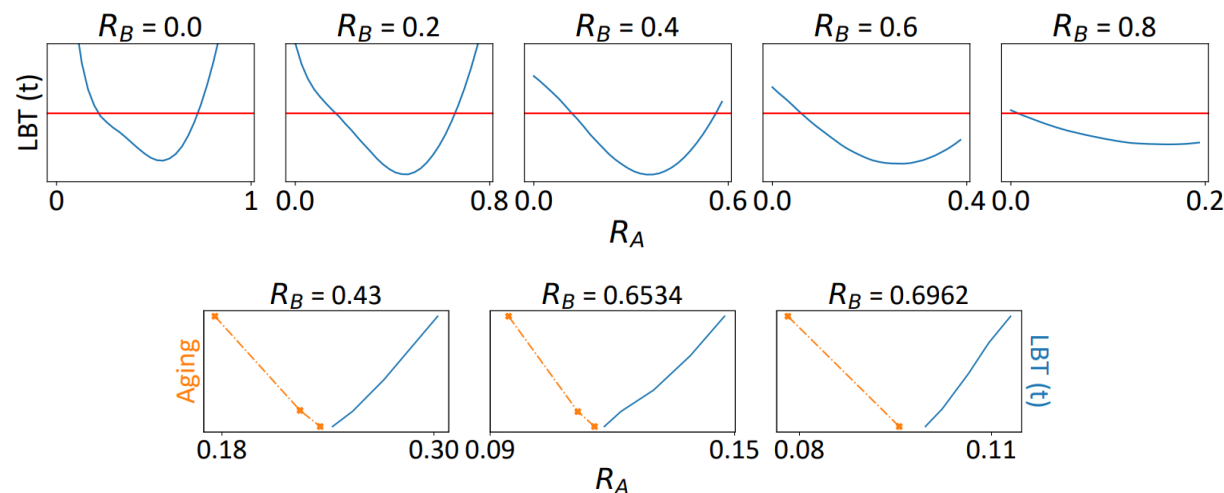 R_B = 0.0 R_B = 0.2 R_B = 0.4 R_B = 0.6 R_B = 0.8
LBT (t)
0 1 0.0 0.8 0.0 0.6 0.0 0.4 0.0 0.2
R_A
R_B = 0.43 R_B = 0.6534 R_B = 0.6962
Aging LBT (t)
0.18 0.30 0.09 0.15 0.08 0.11
R_A